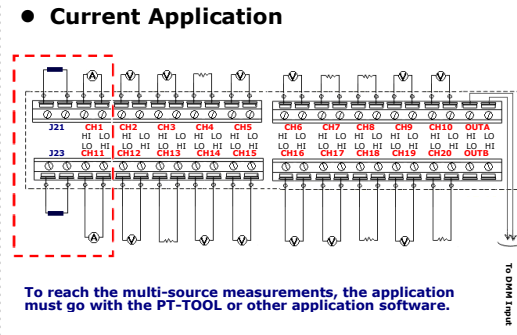 ● Current Application
A V V V V V V
J21 CH1 CH2 CH3 CH4 CH5 CH6 CH7 CH8 CH9 CH10 OUTA
HI LO HI LO HI LO HI LO HI LO HI LO HI LO HI LO HI LO HI LO
LO HI LO HI LO HI LO HI LO HI LO HI LO HI LO HI LO HI LO HI
J23 CH11 CH12 CH13 CH14 CH15 CH16 CH17 CH18 CH19 CH20 OUTB
A V V V V V V
To DMM Input
To reach the multi-source measurements, the application
must go with the PT-TOOL or other application software.